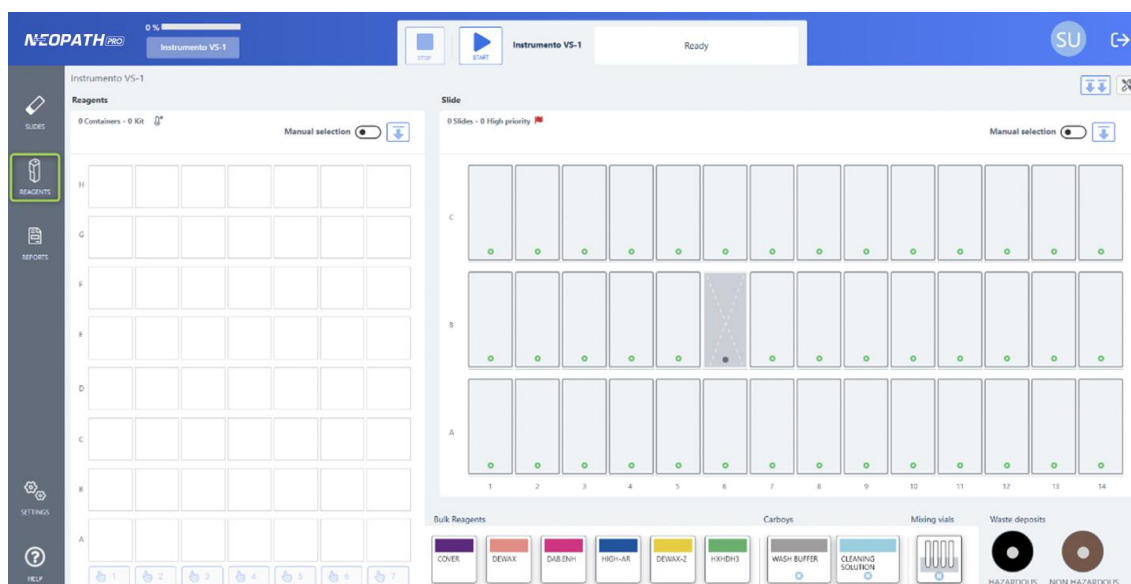 NEOPATH PRO
0 %
Instrumento VS-1
STOP
START
Instrumento VS-1
Ready
SU
Instrumento VS-1
SLIDES
REAGENTS
REPORTS
SETTINGS
HELP
Reagents
0 Containers - 0 Kit
Manual selection
H
G
F
E
D
C
B
A
1 2 3 4 5 6 7
Slide
0 Slides - 0 High priority
Manual selection
C
B
A
1 2 3 4 5 6 7 8 9 10 11 12 13 14
Bulk Reagents
COVER
DEWAX
DAB.ENH
HIGH-AR
DEWAX-2
HXHDH3
Carboys
WASH BUFFER
CLEANING
SOLUTION
Mixing vials
Waste deposits
HAZARDOUS
NON HAZARDOUS